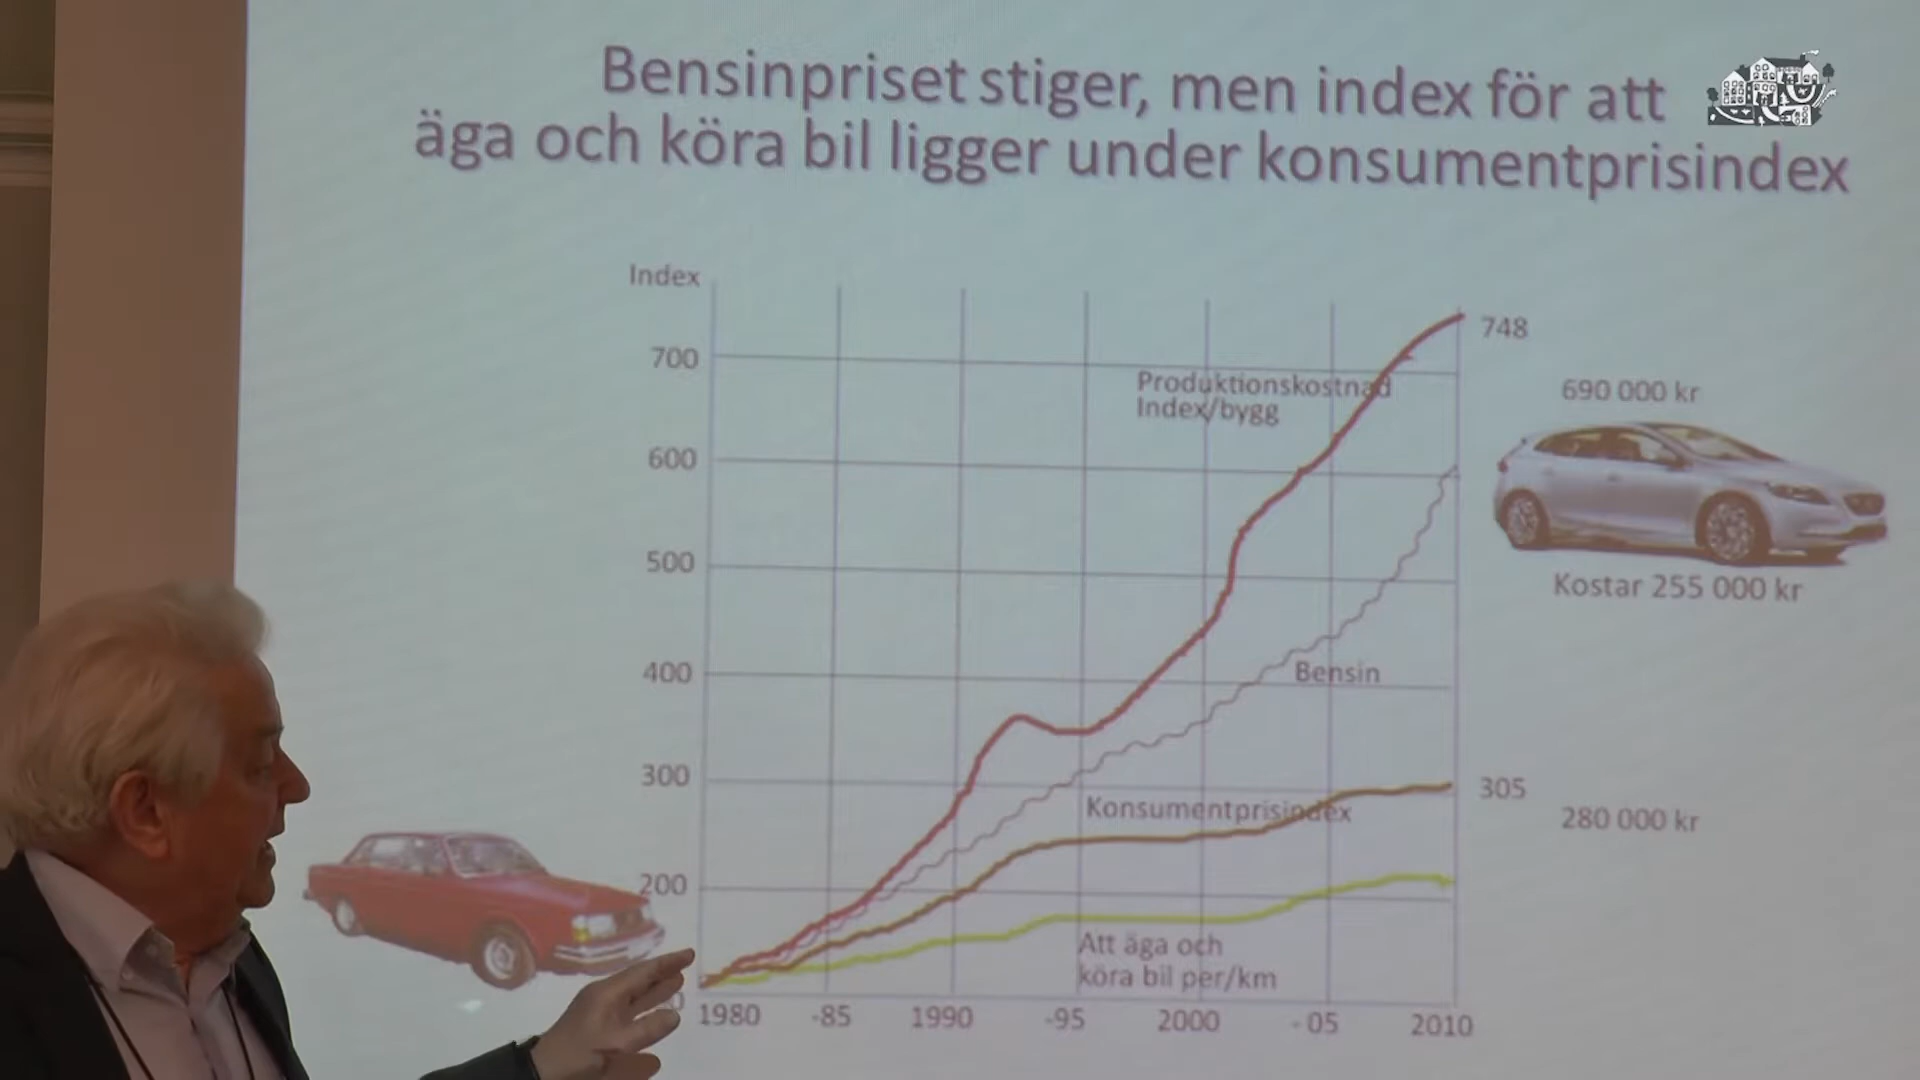 Bensinpriset stiger, men index för att
äga och köra bil ligger under konsumentprisindex
Index
700
600
500
400
300
200
748
Produktionskostnad
Index/bygg
690 000 kr
Kostar 255 000 kr
Bensin
305
Konsumentprisindex
280 000 kr
Att äga och
köra bil per/km
1980 -85 1990 -95 2000 - 05 2010